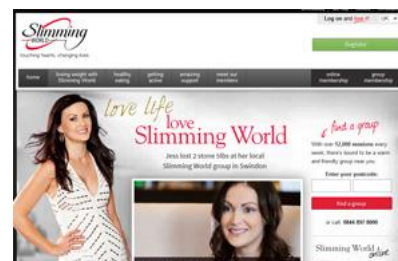 Log on and
UK
Slimming
WORLD
touching hearts, changing lives
Register
home
losing weight with
Slimming World
healthy
eating
getting
active
amazing
support
meet our
members
online
membership
group
membership
love life
love
Slimming World
Jess lost 2 stone 5lbs at her local
Slimming World group in Swindon
find a group
With over 12,000 sessions every
week, there's bound to be a warm
and friendly group near you
Enter your postcode:
find a group
or call 0844 897 8000
Slimming World online